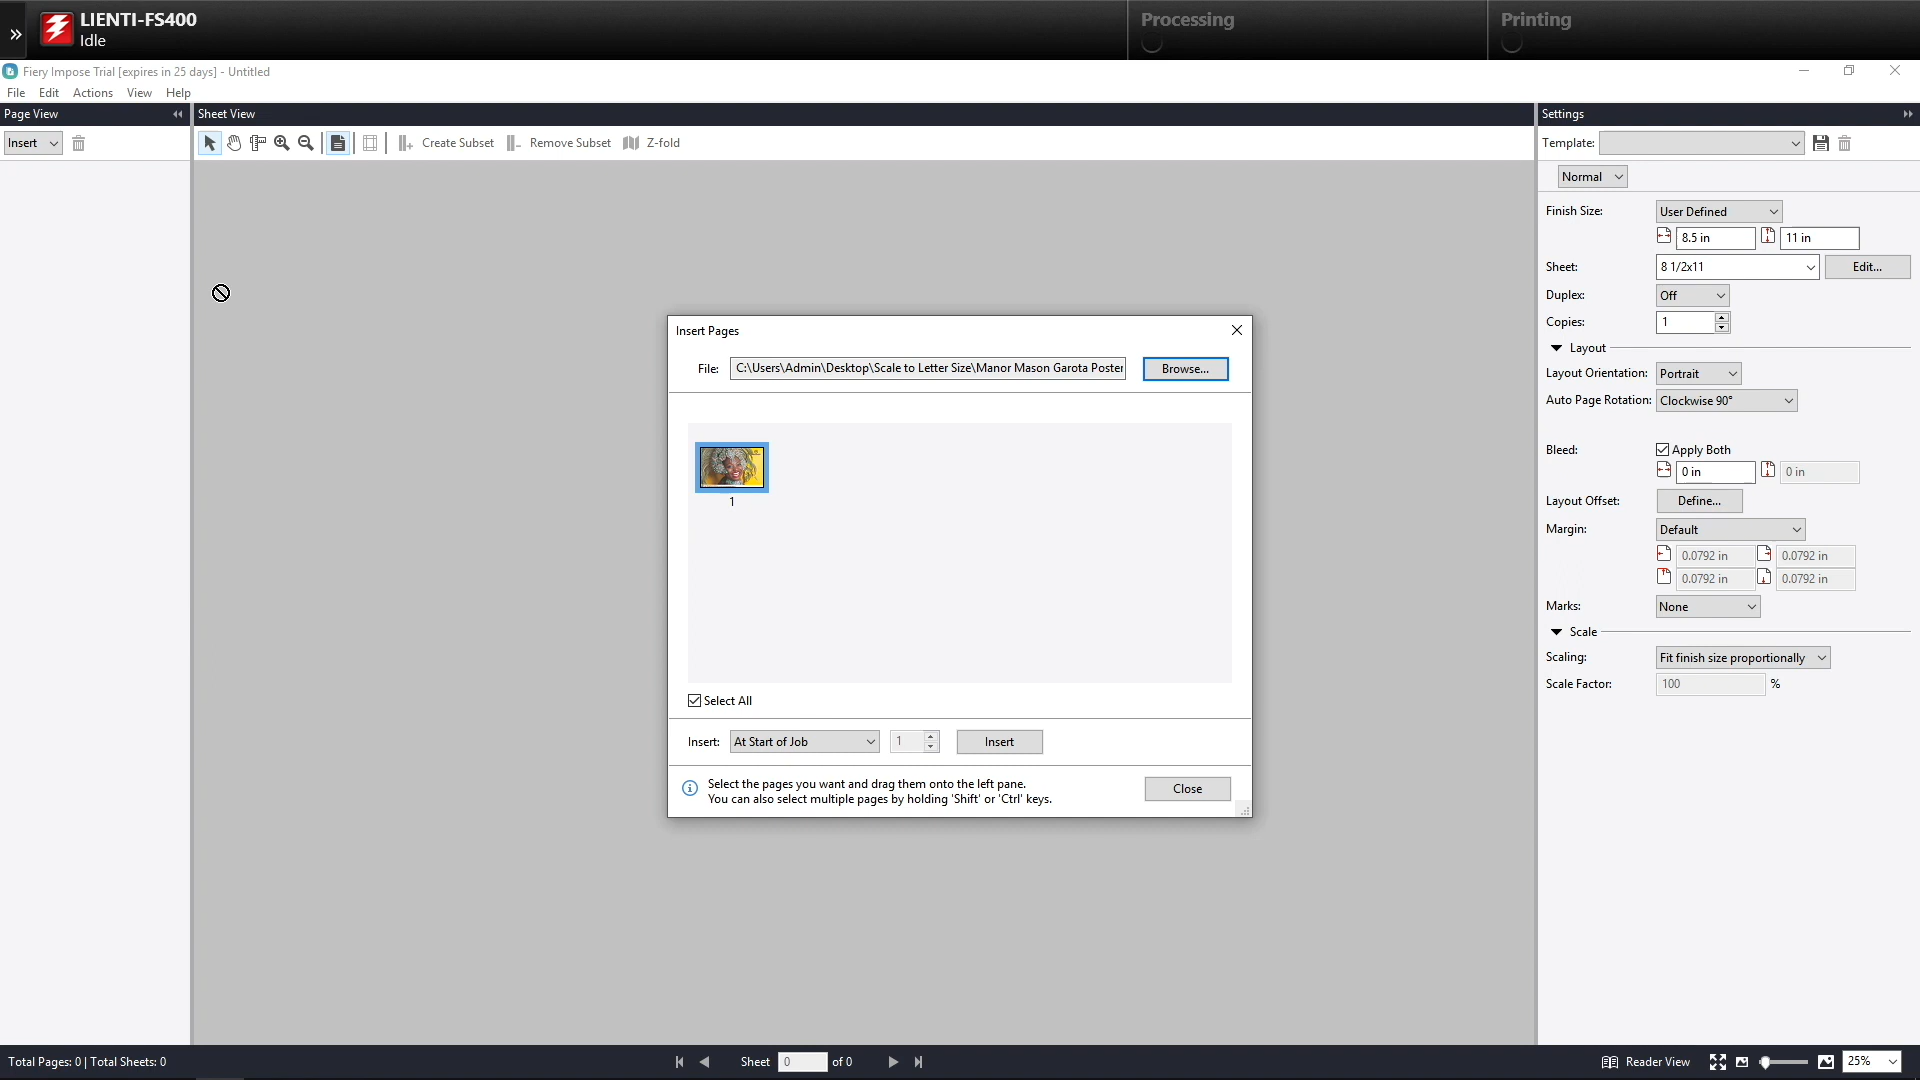 LIENTI-FS400
Idle
Processing
Printing
Fiery Impose Trial [expires in 25 days] - Untitled
File Edit Actions View Help
Page View
Sheet View
Settings
Insert
Create Subset
Remove Subset
Z-fold
Template:
Normal
Finish Size: User Defined
8.5 in 11 in
Sheet: 8 1/2x11 Edit...
Duplex: Off
Copies: 1
Layout
Layout Orientation: Portrait
Auto Page Rotation: Clockwise 90°
Bleed: Apply Both
0 in 0 in
Layout Offset: Define...
Margin: Default
0.0792 in 0.0792 in
0.0792 in 0.0792 in
Marks: None
Scale
Scaling: Fit finish size proportionally
Scale Factor: 100 %
Insert Pages
File: C:\Users\Admin\Desktop\Scale to Letter Size\Manor Mason Garota Poster Browse...
1
Select All
Insert: At Start of Job 1 Insert
Select the pages you want and drag them onto the left pane.
You can also select multiple pages by holding 'Shift' or 'Ctrl' keys.
Close
Total Pages: 0 | Total Sheets: 0
Sheet 0 of 0
Reader View
25%